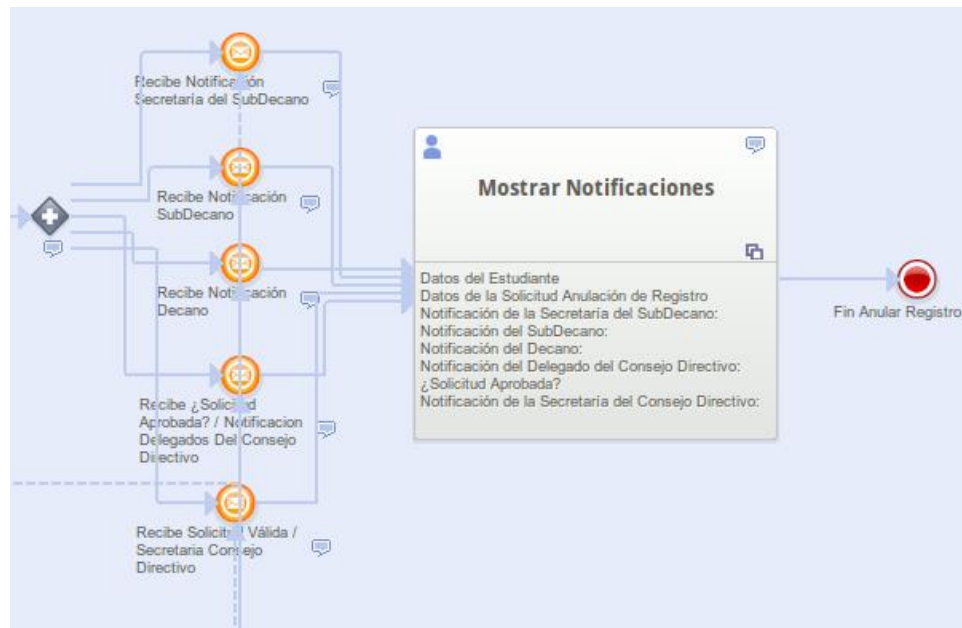 Recibe Notificación
Secretaría del SubDecano
Recibe Notificación
SubDecano
Recibe Notificación
Decano
Recibe ¿Solicitud
Aprobada? / Notificacion
Delegados Del Consejo
Directivo
Recibe Solicitud Válida /
Secretaria Consejo
Directivo
Mostrar Notificaciones
Datos del Estudiante
Datos de la Solicitud Anulación de Registro
Notificación de la Secretaría del SubDecano:
Notificación del SubDecano:
Notificación del Decano:
Notificación del Delegado del Consejo Directivo:
¿Solicitud Aprobada?
Notificación de la Secretaría del Consejo Directivo:
Fin Anular Registro